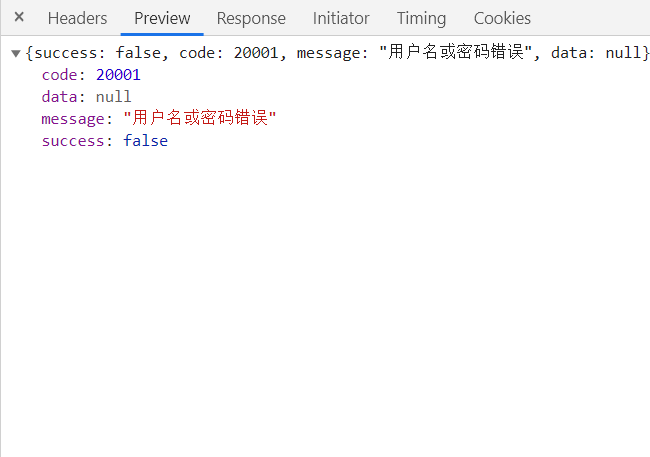 × Headers Preview Response Initiator Timing Cookies
▼{success: false, code: 20001, message: "用户名或密码错误", data: null}
code: 20001
data: null
message: "用户名或密码错误"
success: false